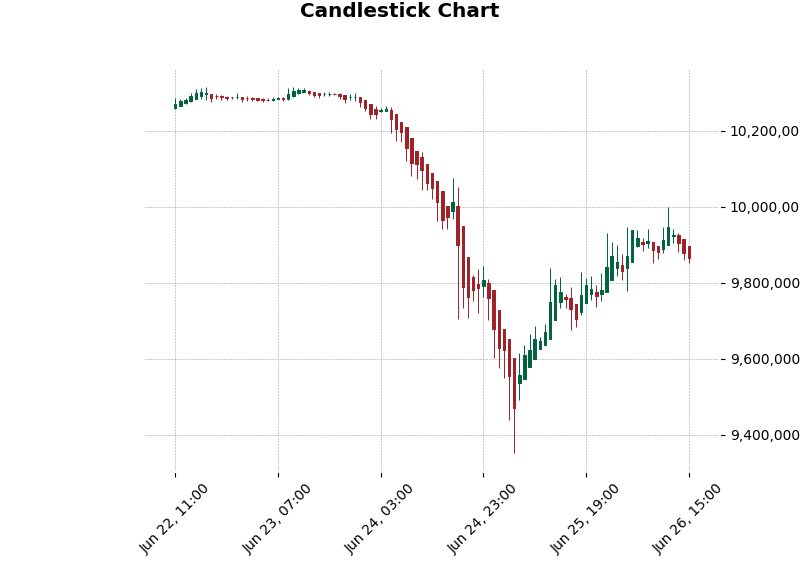 Candlestick Chart
10,200,00
10,000,00
9,800,000
9,600,000
9,400,000
Jun 22, 11:00
Jun 23, 07:00
Jun 24, 03:00
Jun 24, 23:00
Jun 25, 19:00
Jun 26, 15:00